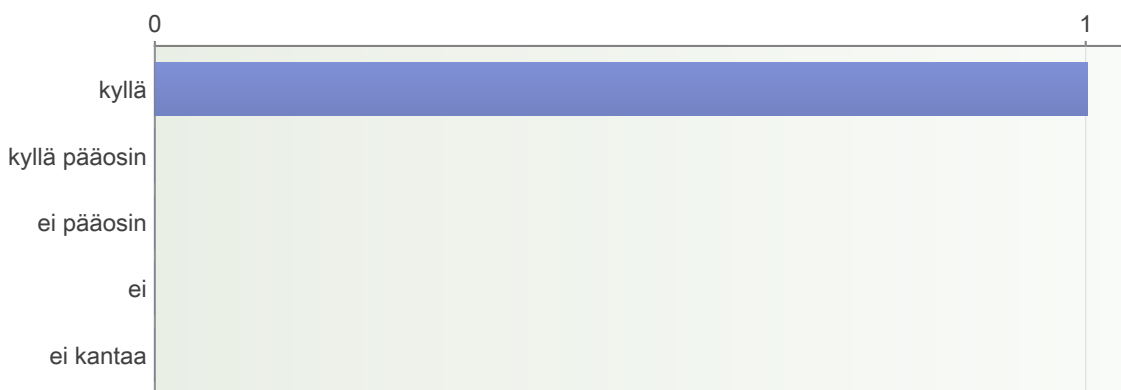 0 1
kyllä
kyllä pääosin
ei pääosin
ei
ei kantaa